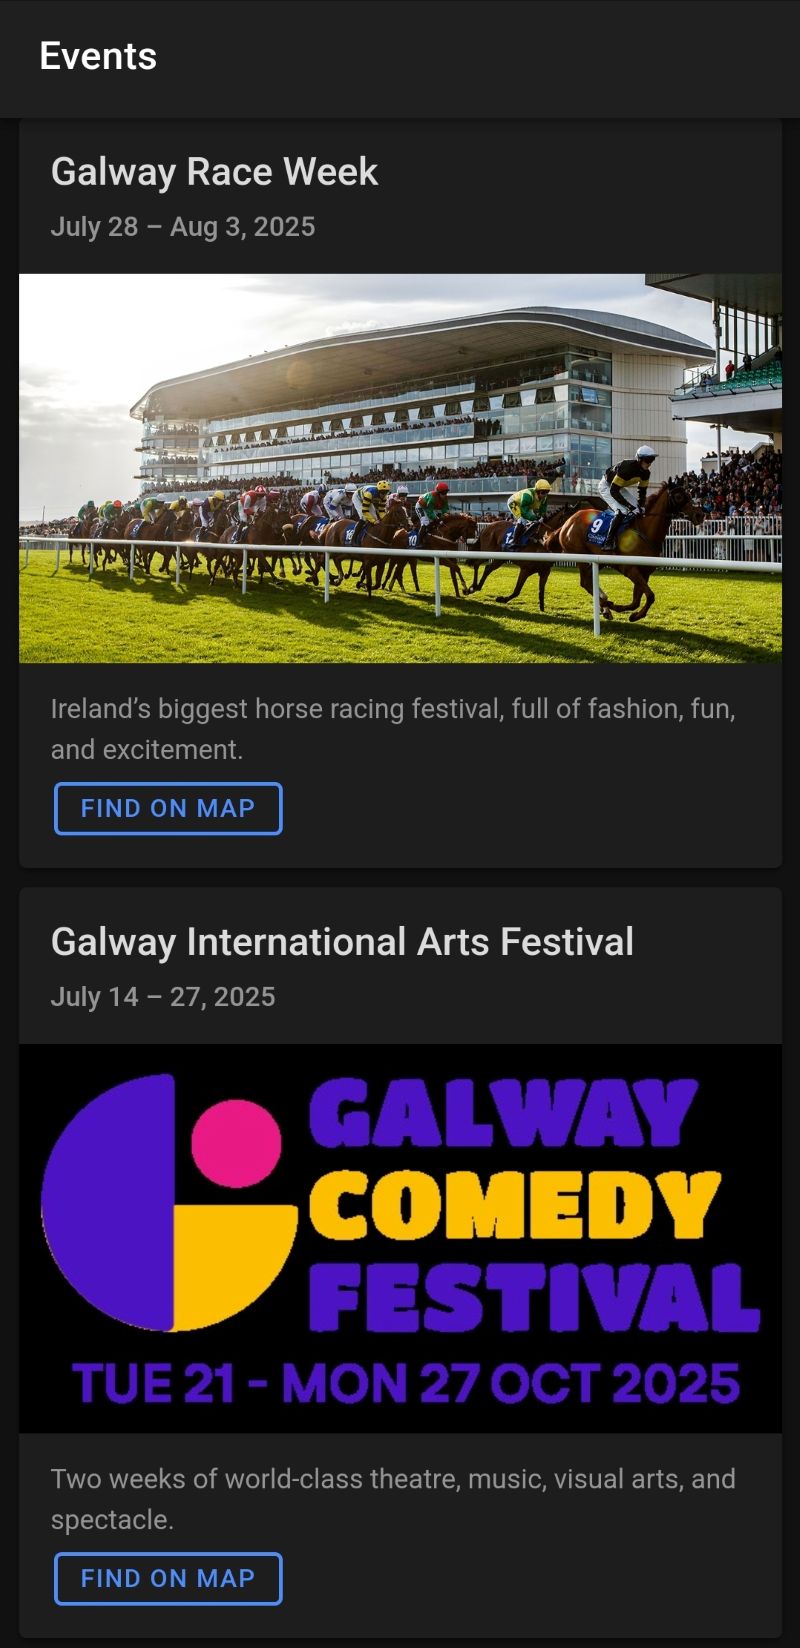 Events
Galway Race Week
July 28 – Aug 3, 2025
9
Ireland’s biggest horse racing festival, full of fashion, fun,
and excitement.
FIND ON MAP
Galway International Arts Festival
July 14 – 27, 2025
GALWAY
COMEDY
FESTIVAL
TUE 21 - MON 27 OCT 2025
Two weeks of world-class theatre, music, visual arts, and
spectacle.
FIND ON MAP